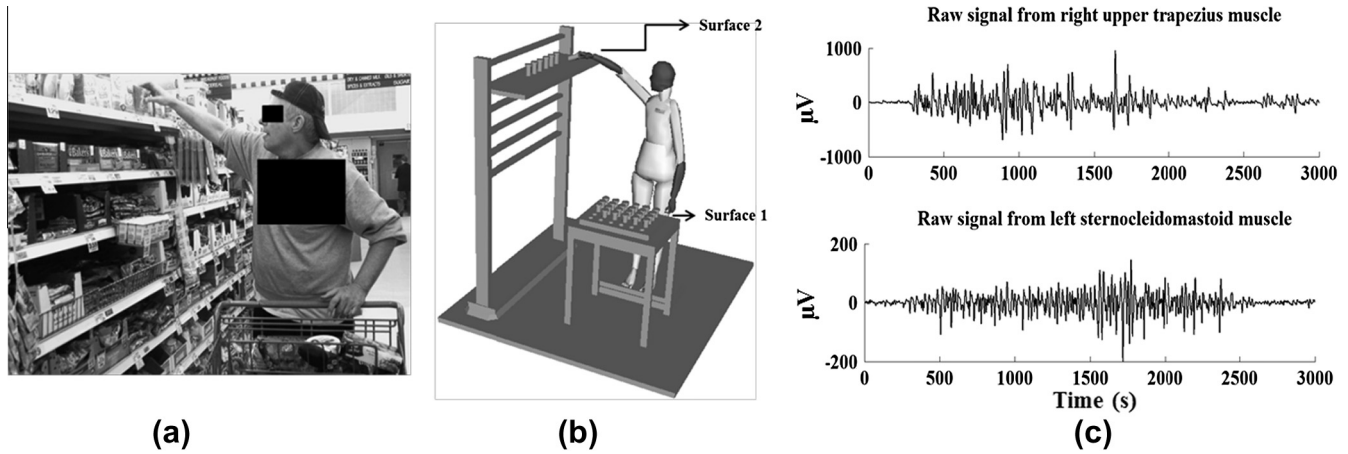 Surface 2
Surface 1
(a)
(b)
Raw signal from right upper trapezius muscle
1000
0
-1000
µV
0 500 1000 1500 2000 2500 3000
Raw signal from left sternocleidomastoid muscle
200
0
-200
µV
0 500 1000 1500 2000 2500 3000
Time (s)
(c)